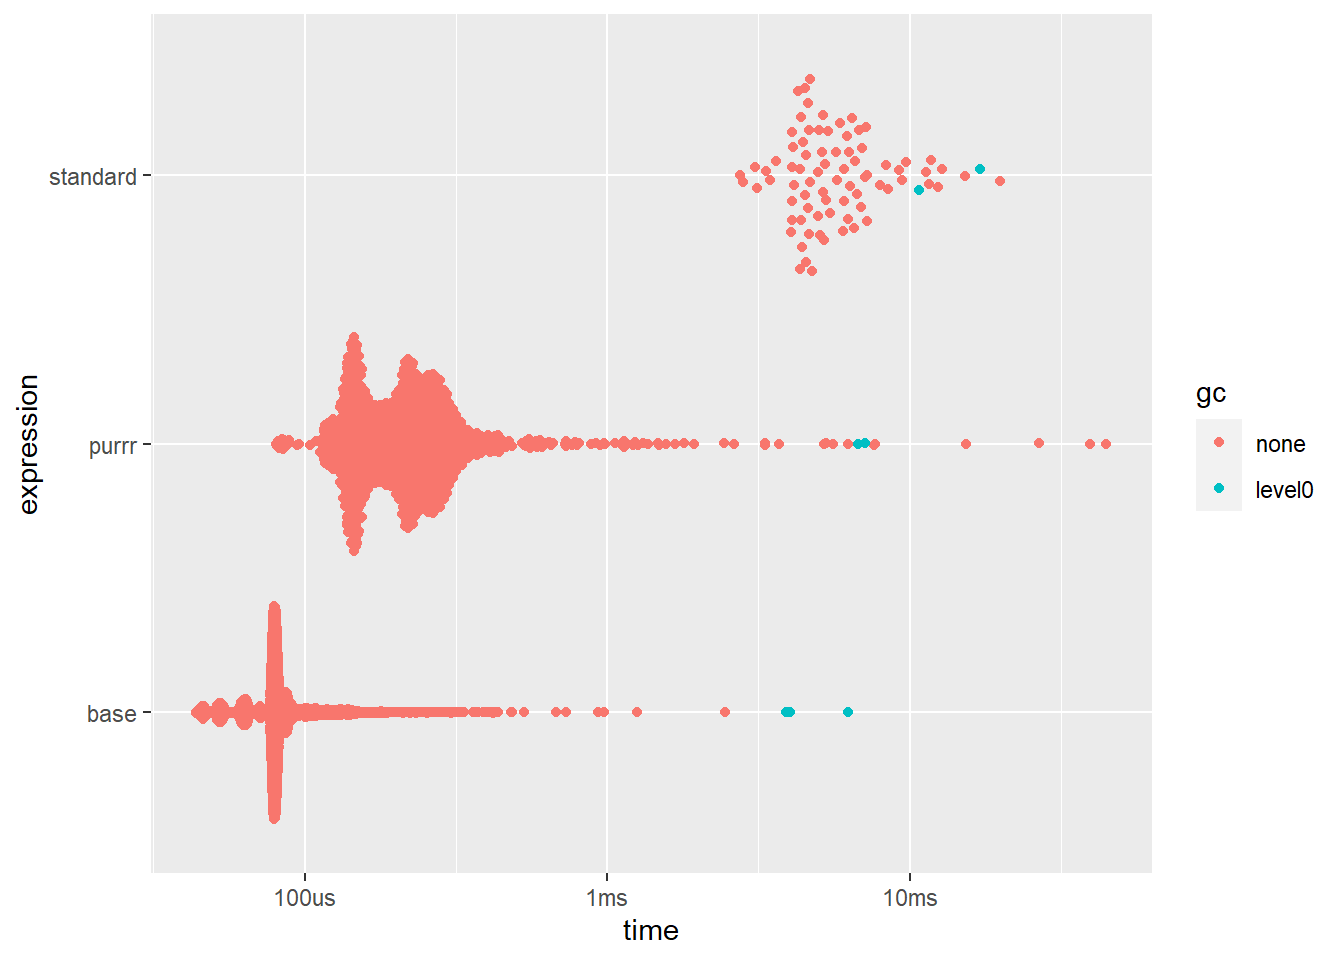 standard
purrr
base
expression
100us
1ms
10ms
time
gc
none
level0